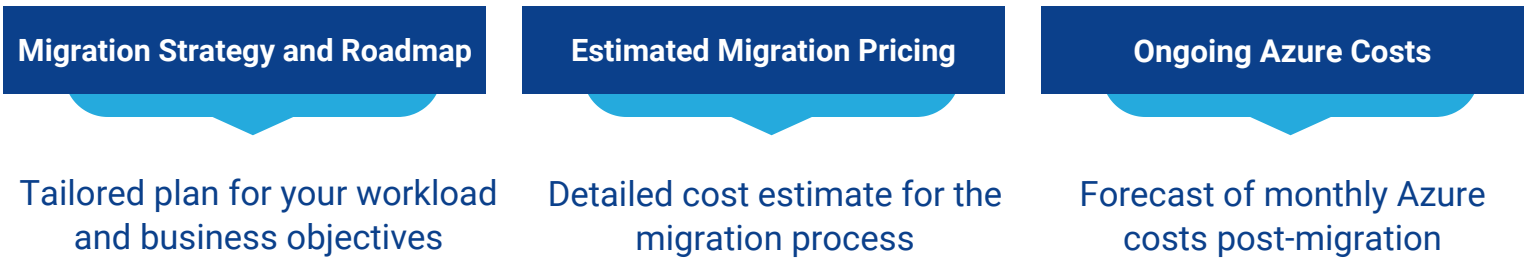 Migration Strategy and Roadmap
Tailored plan for your workload
and business objectives
Estimated Migration Pricing
Detailed cost estimate for the
migration process
Ongoing Azure Costs
Forecast of monthly Azure
costs post-migration